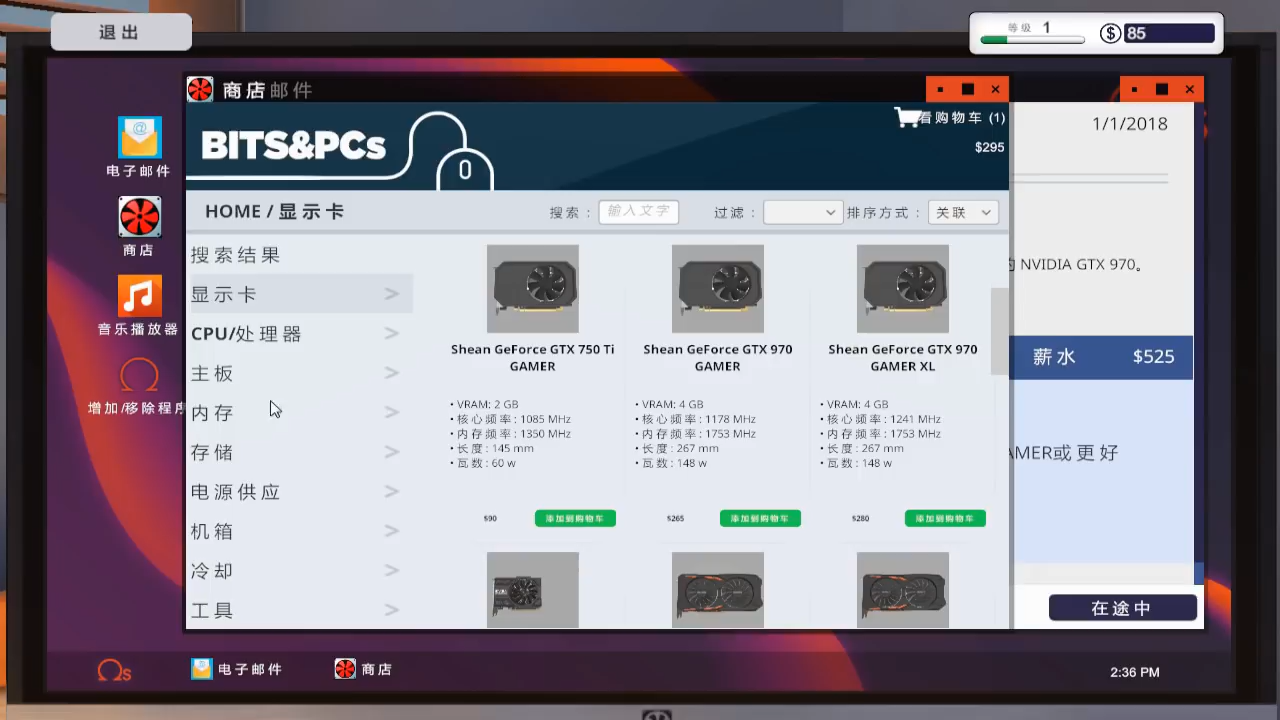 退出
等级 1
$ 85
商店邮件
BITS&PCs
看购物车 (1)
$295
1/1/2018
HOME / 显示卡
搜索：
输入文字
过滤：
排序方式：
关联
电子邮件
商店
音乐播放器
增加/移除程序
搜索结果
显示卡 >
CPU/处理器 >
主板 >
内存 >
存储 >
电源供应 >
机箱 >
冷却 >
工具 >
Shean GeForce GTX 750 Ti
GAMER
• VRAM: 2 GB
• 核心频率：1085 MHz
• 内存频率：1350 MHz
• 长度：145 mm
• 瓦数：60 w
$90
添加到购物车
Shean GeForce GTX 970
GAMER
• VRAM: 4 GB
• 核心频率：1178 MHz
• 内存频率：1753 MHz
• 长度：267 mm
• 瓦数：148 w
$265
添加到购物车
Shean GeForce GTX 970
GAMER XL
• VRAM: 4 GB
• 核心频率：1241 MHz
• 内存频率：1753 MHz
• 长度：267 mm
• 瓦数：148 w
$280
添加到购物车
NVIDIA GTX 970。
薪水 $525
AMER或更好
在途中
Ωs
电子邮件
商店
2:36 PM